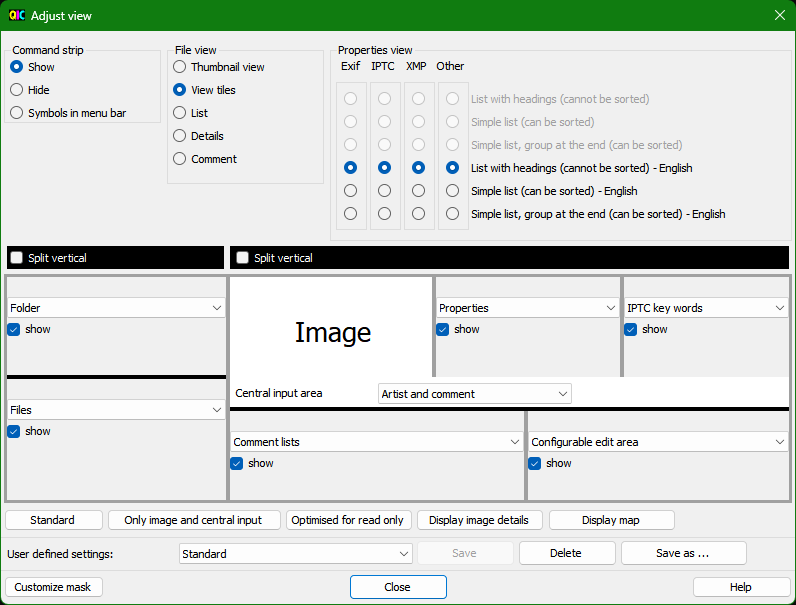 QIC Adjust view
Command strip
Show
Hide
Symbols in menu bar
File view
Thumbnail view
View tiles
List
Details
Comment
Properties view
Exif IPTC XMP Other
List with headings (cannot be sorted)
Simple list (can be sorted)
Simple list, group at the end (can be sorted)
List with headings (cannot be sorted) - English
Simple list (can be sorted) - English
Simple list, group at the end (can be sorted) - English
Split vertical
Split vertical
Folder
show
Files
show
Image
Properties
show
IPTC key words
show
Central input area Artist and comment
Comment lists
show
Configurable edit area
show
Standard Only image and central input Optimised for read only Display image details Display map
User defined settings: Standard Save Delete Save as ...
Customize mask Close Help